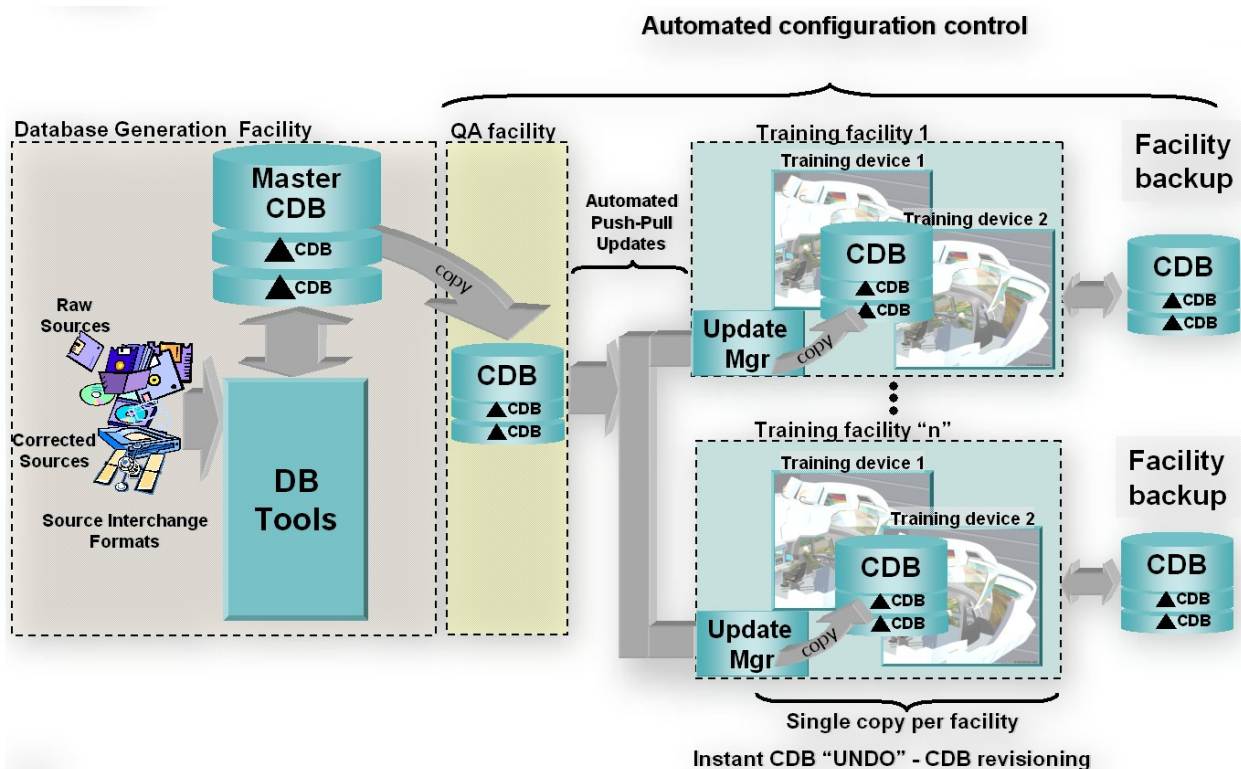 Automated configuration control
Database Generation Facility
QA facility
Training facility 1
Facility
backup
Training device 1
Training device 2
Master
CDB
▲CDB
▲CDB
copy
Automated
Push-Pull
Updates
CDB
▲CDB
▲CDB
CDB
▲CDB
▲CDB
Raw
Sources
Update
Mgr
copy
CDB
▲CDB
▲CDB
Corrected
Sources
Source Interchange
Formats
DB
Tools
Training facility “n”
Training device 1
Training device 2
Facility
backup
CDB
▲CDB
▲CDB
CDB
▲CDB
▲CDB
Update
Mgr
copy
Single copy per facility
Instant CDB “UNDO” - CDB revisioning